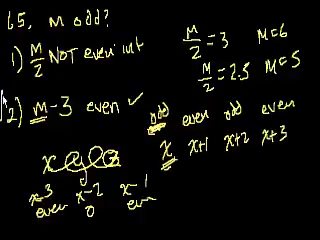 65, M odd?
1) M/2 NOT even int
M/2 = 3 M=6
M/2 = 2.5 M=5
2) M-3 even ✓
odd even odd even
x x+1 x+2 x+3
x-3 x-2 x-1
even 0 even